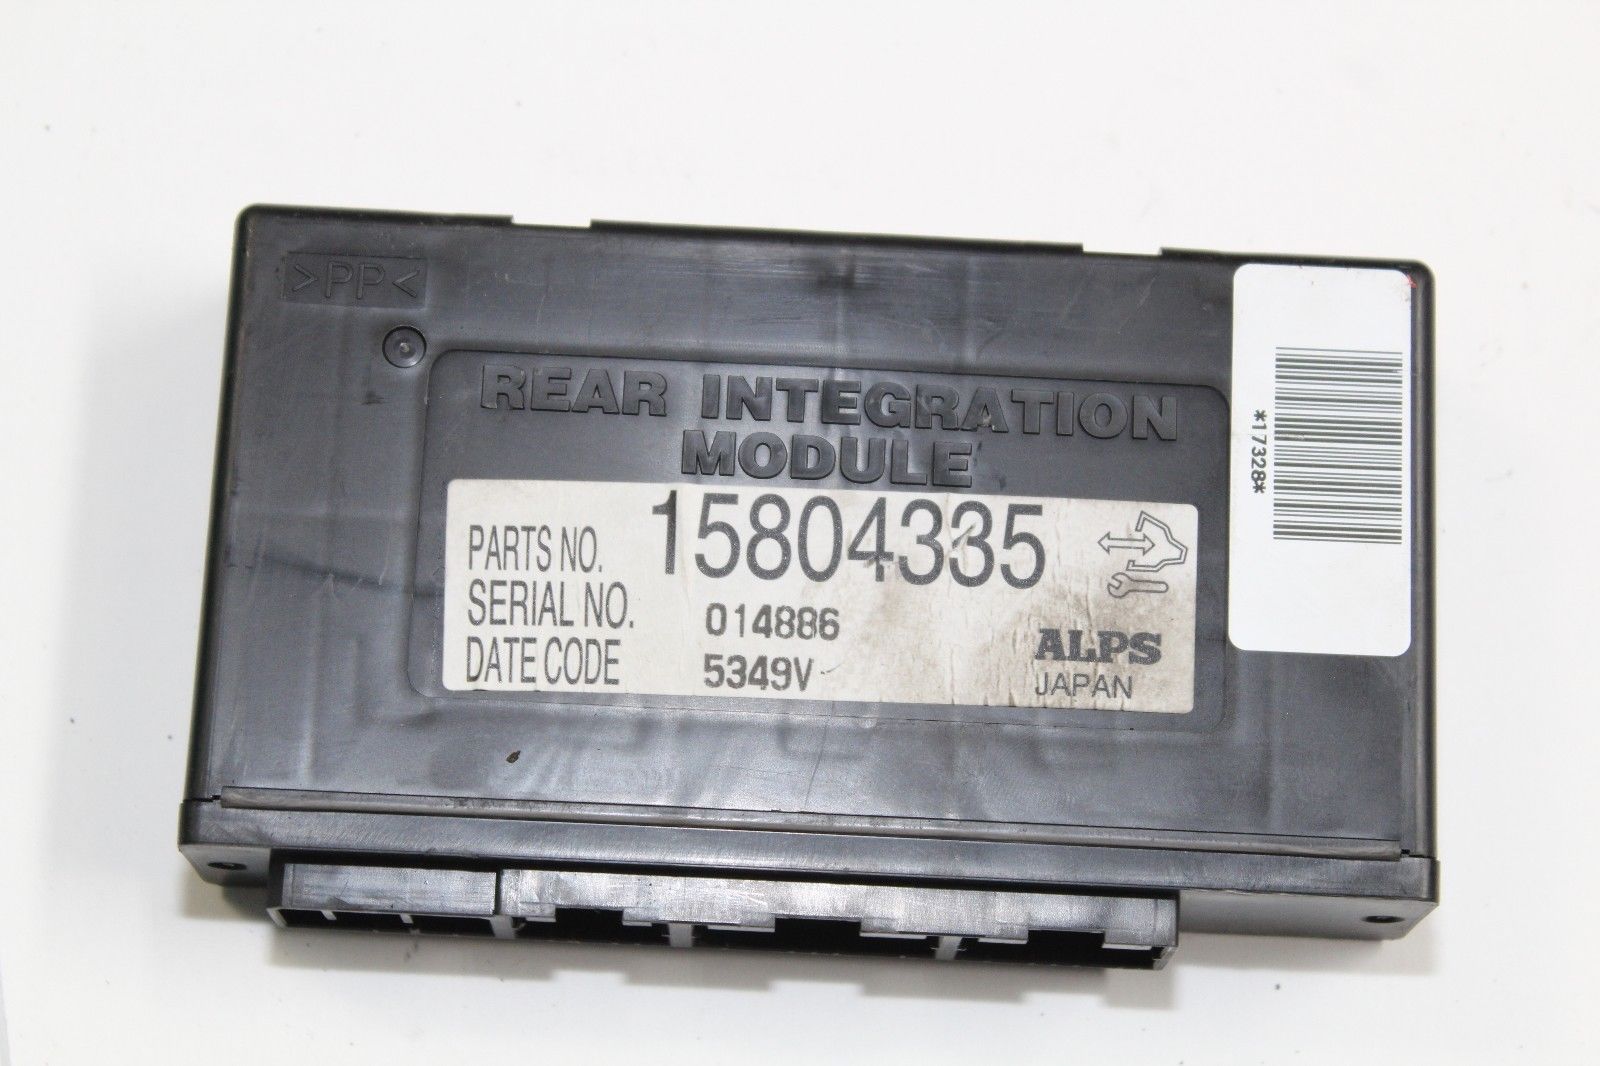 >PP<
REAR INTEGRATION
MODULE
PARTS NO. 15804335
SERIAL NO. 014886
DATE CODE 5349V
ALPS
JAPAN
*17328*